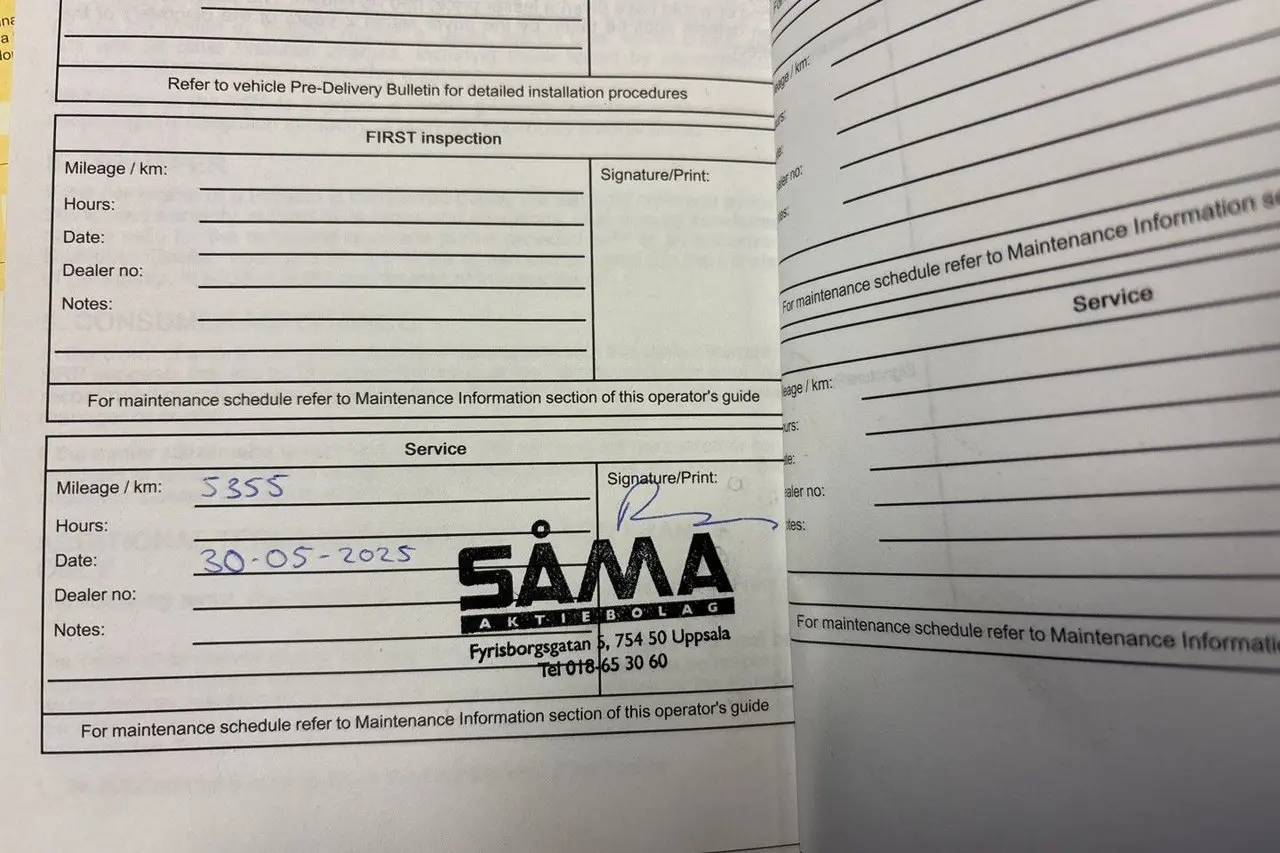 Refer to vehicle Pre-Delivery Bulletin for detailed installation procedures
FIRST inspection
Mileage / km:
Signature/Print:
Hours:
Date:
Dealer no:
Notes:
For maintenance schedule refer to Maintenance Information section of this operator's guide
Service
Mileage / km: 5355
Signature/Print:
Hours:
Date: 30-05-2025
Dealer no:
Notes:
SÅMA
AKTIEBOLAG
Fyrisborgsgatan 5, 754 50 Uppsala
Tel 018-65 30 60
For maintenance schedule refer to Maintenance Information section of this operator's guide
/ km:
no:
For maintenance schedule refer to Maintenance Information
Service
/ km:
no:
For maintenance schedule refer to Maintenance